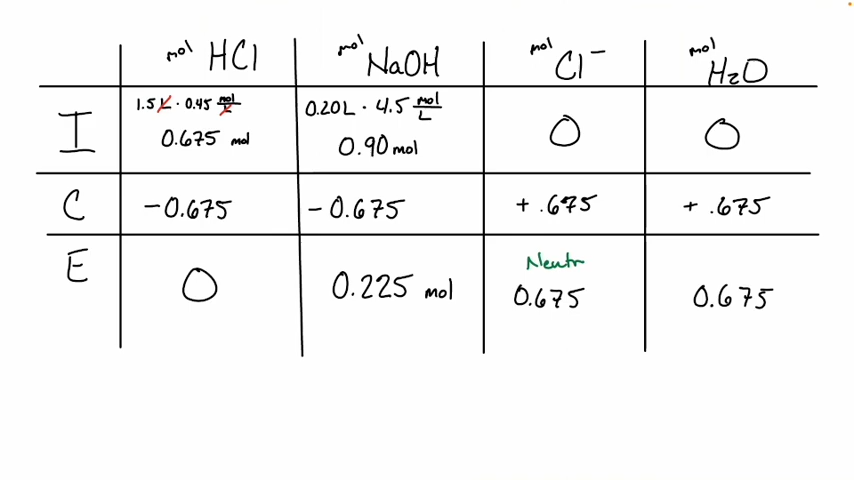 mol HCl mol NaOH mol Cl⁻ mol H₂O
I 1.5 L · 0.45 mol/L 0.20 L · 4.5 mol/L 0 0
0.675 mol 0.90 mol
C -0.675 -0.675 + .675 + .675
E 0 0.225 mol Neutr 0.675
0.675